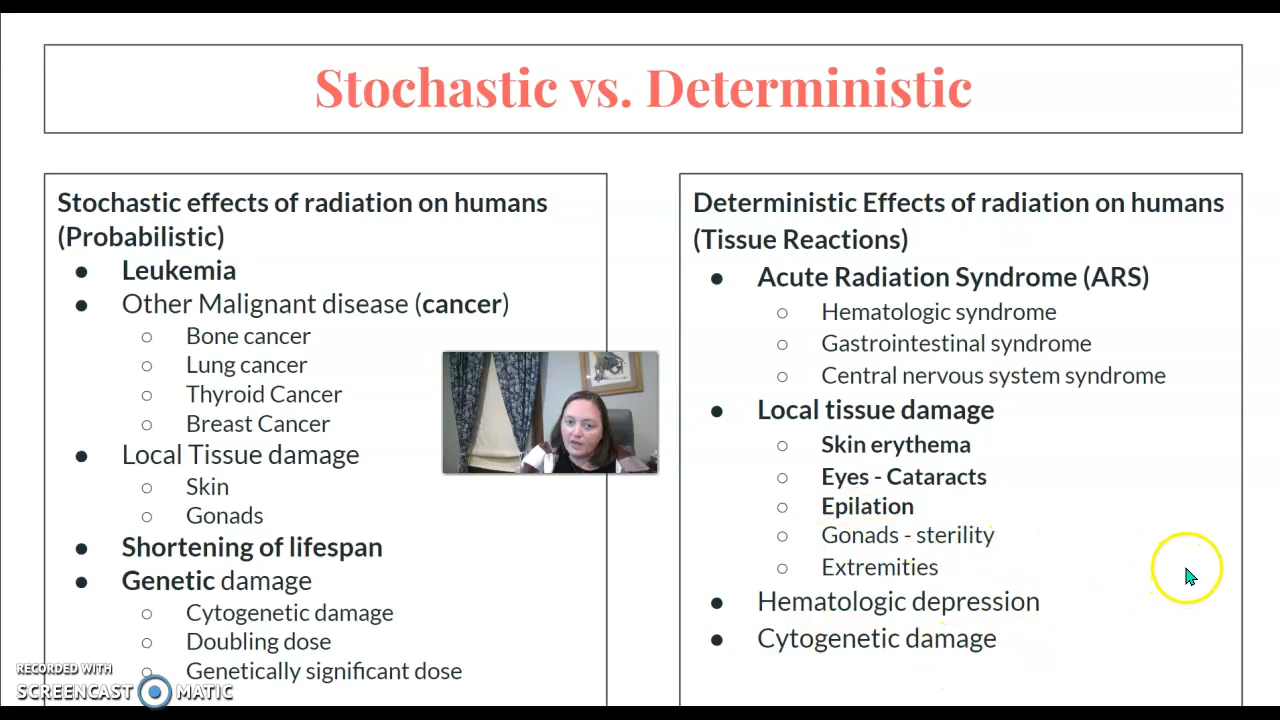 Stochastic vs. Deterministic
Stochastic effects of radiation on humans
(Probabilistic)
● Leukemia
● Other Malignant disease (cancer)
○ Bone cancer
○ Lung cancer
○ Thyroid Cancer
○ Breast Cancer
● Local Tissue damage
○ Skin
○ Gonads
● Shortening of lifespan
● Genetic damage
○ Cytogenetic damage
○ Doubling dose
○ Genetically significant dose
Deterministic Effects of radiation on humans
(Tissue Reactions)
● Acute Radiation Syndrome (ARS)
○ Hematologic syndrome
○ Gastrointestinal syndrome
○ Central nervous system syndrome
● Local tissue damage
○ Skin erythema
○ Eyes - Cataracts
○ Epilation
○ Gonads - sterility
○ Extremities
● Hematologic depression
● Cytogenetic damage
RECORDED WITH
SCREENCAST MATIC